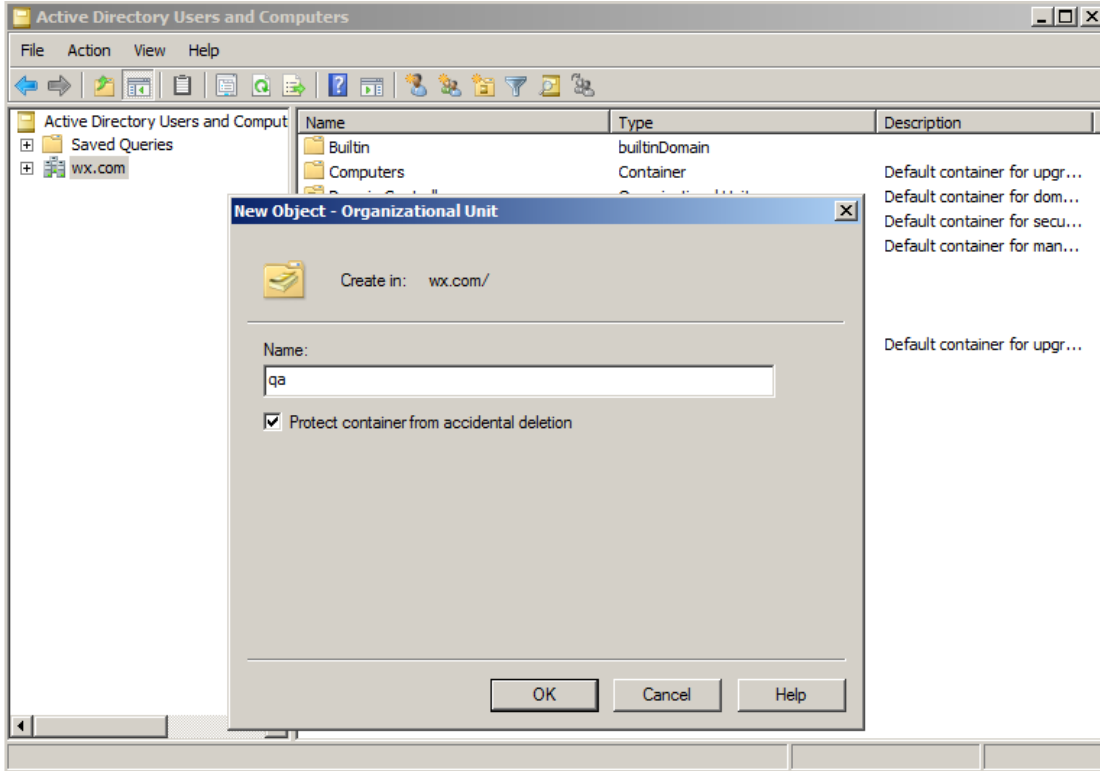 Active Directory Users and Computers
File Action View Help
Active Directory Users and Comput
Name Type Description
Saved Queries
Builtin builtinDomain
wx.com
Computers Container Default container for upgr...
Default container for dom...
New Object - Organizational Unit
Default container for secu...
Default container for man...
Create in: wx.com/
Default container for upgr...
Name:
qa
Protect container from accidental deletion
OK Cancel Help